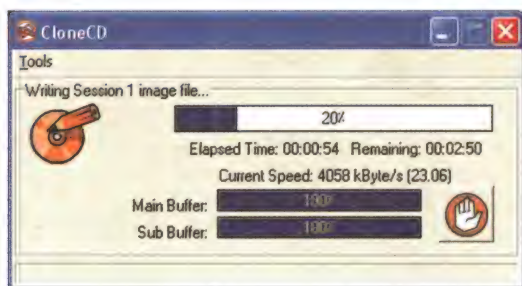 CloneCD
Tools
Writing Session 1 image file...
20%
Elapsed Time: 00:00:54 Remaining: 00:02:50
Current Speed: 4058 kByte/s (23.06)
Main Buffer: 100%
Sub Buffer: 100%